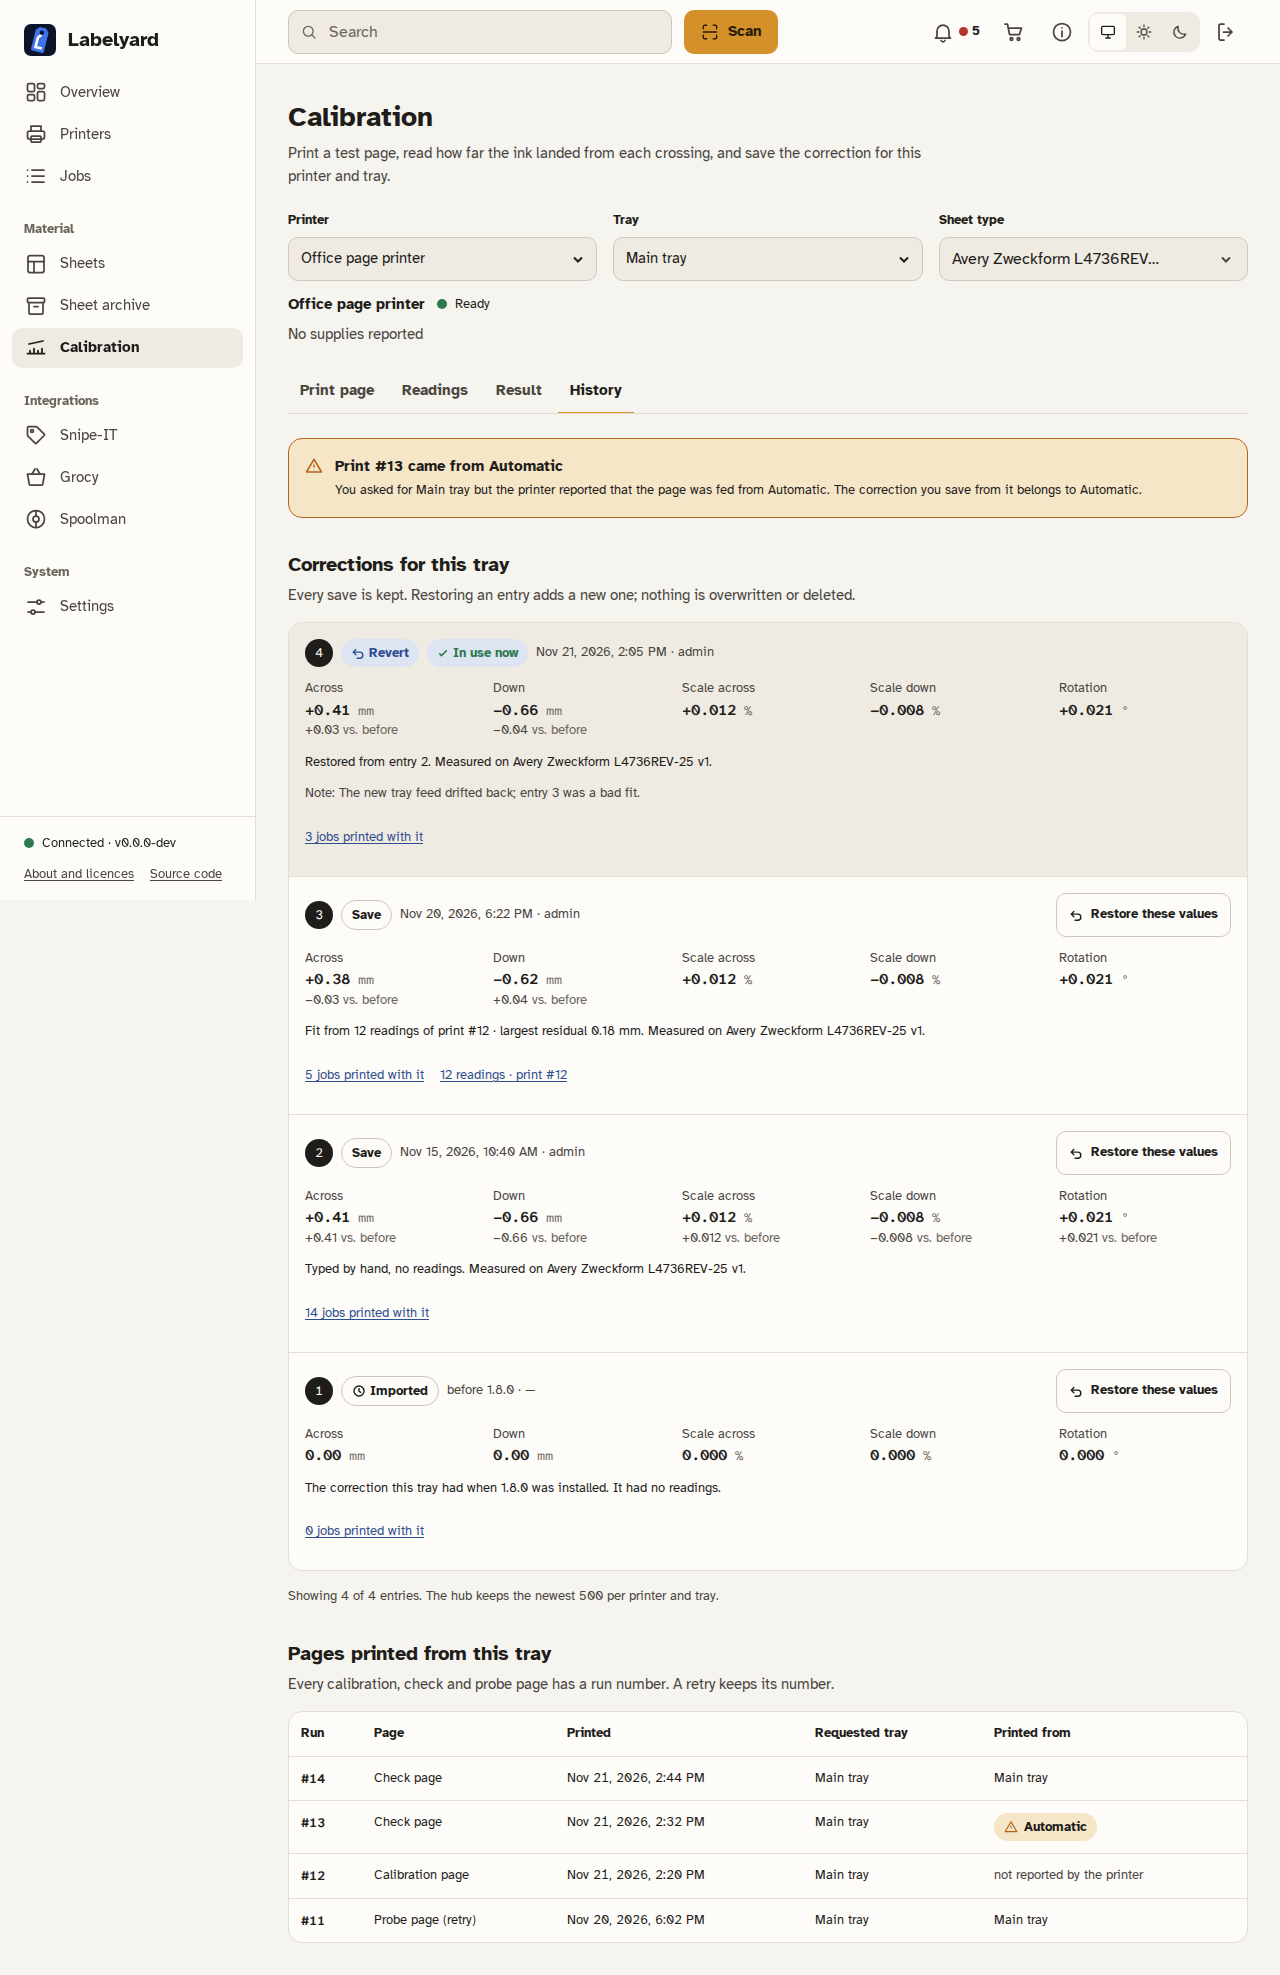 Labelyard
Search
Scan
5
Overview
Printers
Jobs
Material
Sheets
Sheet archive
Calibration
Integrations
Snipe-IT
Grocy
Spoolman
System
Settings
Connected · v0.0.0-dev
About and licences Source code
Calibration
Print a test page, read how far the ink landed from each crossing, and save the correction for this
printer and tray.
Printer Tray Sheet type
Office page printer Main tray Avery Zweckform L4736REV...
Office page printer Ready
No supplies reported
Print page Readings Result History
Print #13 came from Automatic
You asked for Main tray but the printer reported that the page was fed from Automatic. The correction you save from it belongs to Automatic.
Corrections for this tray
Every save is kept. Restoring an entry adds a new one; nothing is overwritten or deleted.
4 Revert In use now Nov 21, 2026, 2:05 PM · admin
Across Down Scale across Scale down Rotation
+0.41 mm −0.66 mm +0.012 % −0.008 % +0.021 °
+0.03 vs. before −0.04 vs. before
Restored from entry 2. Measured on Avery Zweckform L4736REV-25 v1.
Note: The new tray feed drifted back; entry 3 was a bad fit.
3 jobs printed with it
3 Save Nov 20, 2026, 6:22 PM · admin Restore these values
Across Down Scale across Scale down Rotation
+0.38 mm −0.62 mm +0.012 % −0.008 % +0.021 °
−0.03 vs. before +0.04 vs. before
Fit from 12 readings of print #12 · largest residual 0.18 mm. Measured on Avery Zweckform L4736REV-25 v1.
5 jobs printed with it 12 readings · print #12
2 Save Nov 15, 2026, 10:40 AM · admin Restore these values
Across Down Scale across Scale down Rotation
+0.41 mm −0.66 mm +0.012 % −0.008 % +0.021 °
+0.41 vs. before −0.66 vs. before +0.012 vs. before −0.008 vs. before +0.021 vs. before
Typed by hand, no readings. Measured on Avery Zweckform L4736REV-25 v1.
14 jobs printed with it
1 Imported before 1.8.0 · — Restore these values
Across Down Scale across Scale down Rotation
0.00 mm 0.00 mm 0.000 % 0.000 % 0.000 °
The correction this tray had when 1.8.0 was installed. It had no readings.
0 jobs printed with it
Showing 4 of 4 entries. The hub keeps the newest 500 per printer and tray.
Pages printed from this tray
Every calibration, check and probe page has a run number. A retry keeps its number.
Run Page Printed Requested tray Printed from
#14 Check page Nov 21, 2026, 2:44 PM Main tray Main tray
#13 Check page Nov 21, 2026, 2:32 PM Main tray Automatic
#12 Calibration page Nov 21, 2026, 2:20 PM Main tray not reported by the printer
#11 Probe page (retry) Nov 20, 2026, 6:02 PM Main tray Main tray